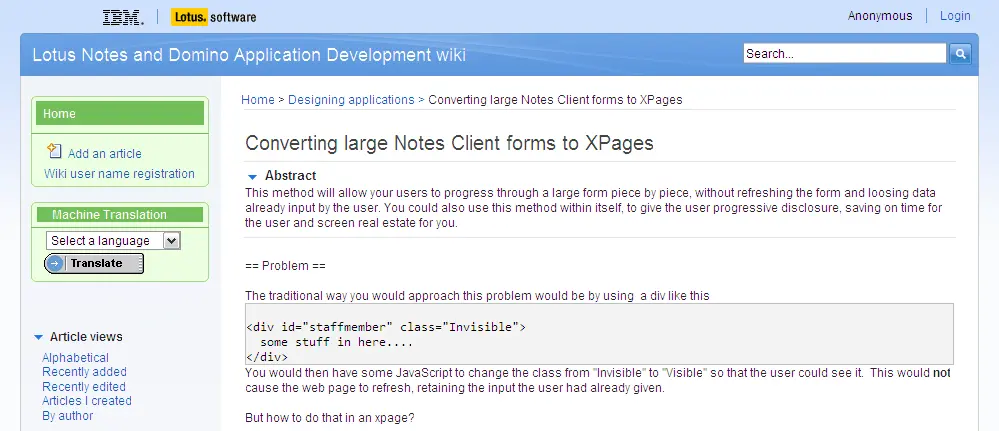 IBM. Lotus. software Anonymous Login
Lotus Notes and Domino Application Development wiki Search...
Home > Designing applications > Converting large Notes Client forms to XPages
Home
Add an article
Wiki user name registration
Machine Translation
Select a language
Translate
Article views
Alphabetical
Recently added
Recently edited
Articles I created
By author
Converting large Notes Client forms to XPages
Abstract
This method will allow your users to progress through a large form piece by piece, without refreshing the form and loosing data
already input by the user. You could also use this method within itself, to give the user progressive disclosure, saving on time for
the user and screen real estate for you.
== Problem ==
The traditional way you would approach this problem would be by using a div like this
<div id="staffmember" class="Invisible">
some stuff in here....
</div>
You would then have some JavaScript to change the class from "Invisible" to "Visible" so that the user could see it. This would not
cause the web page to refresh, retaining the input the user had already given.
But how to do that in an xpage?